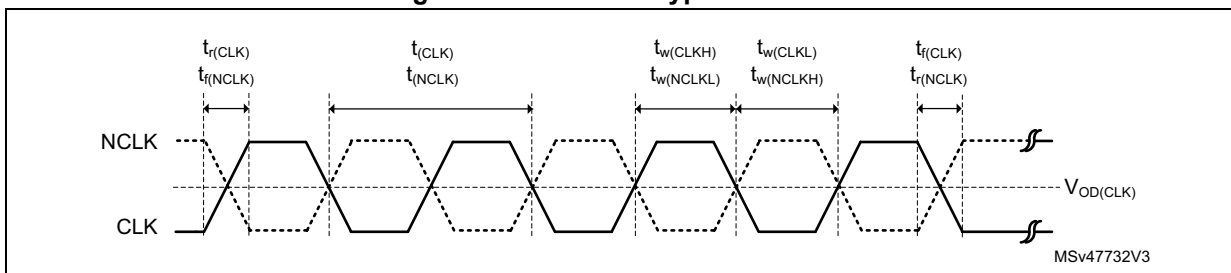 t_r(CLK) t_(CLK) t_w(CLKH) t_w(CLKL) t_f(CLK)
t_f(NCLK) t_(NCLK) t_w(NCLKL) t_w(NCLKH) t_r(NCLK)
NCLK
V_OD(CLK)
CLK
MSv47732V3